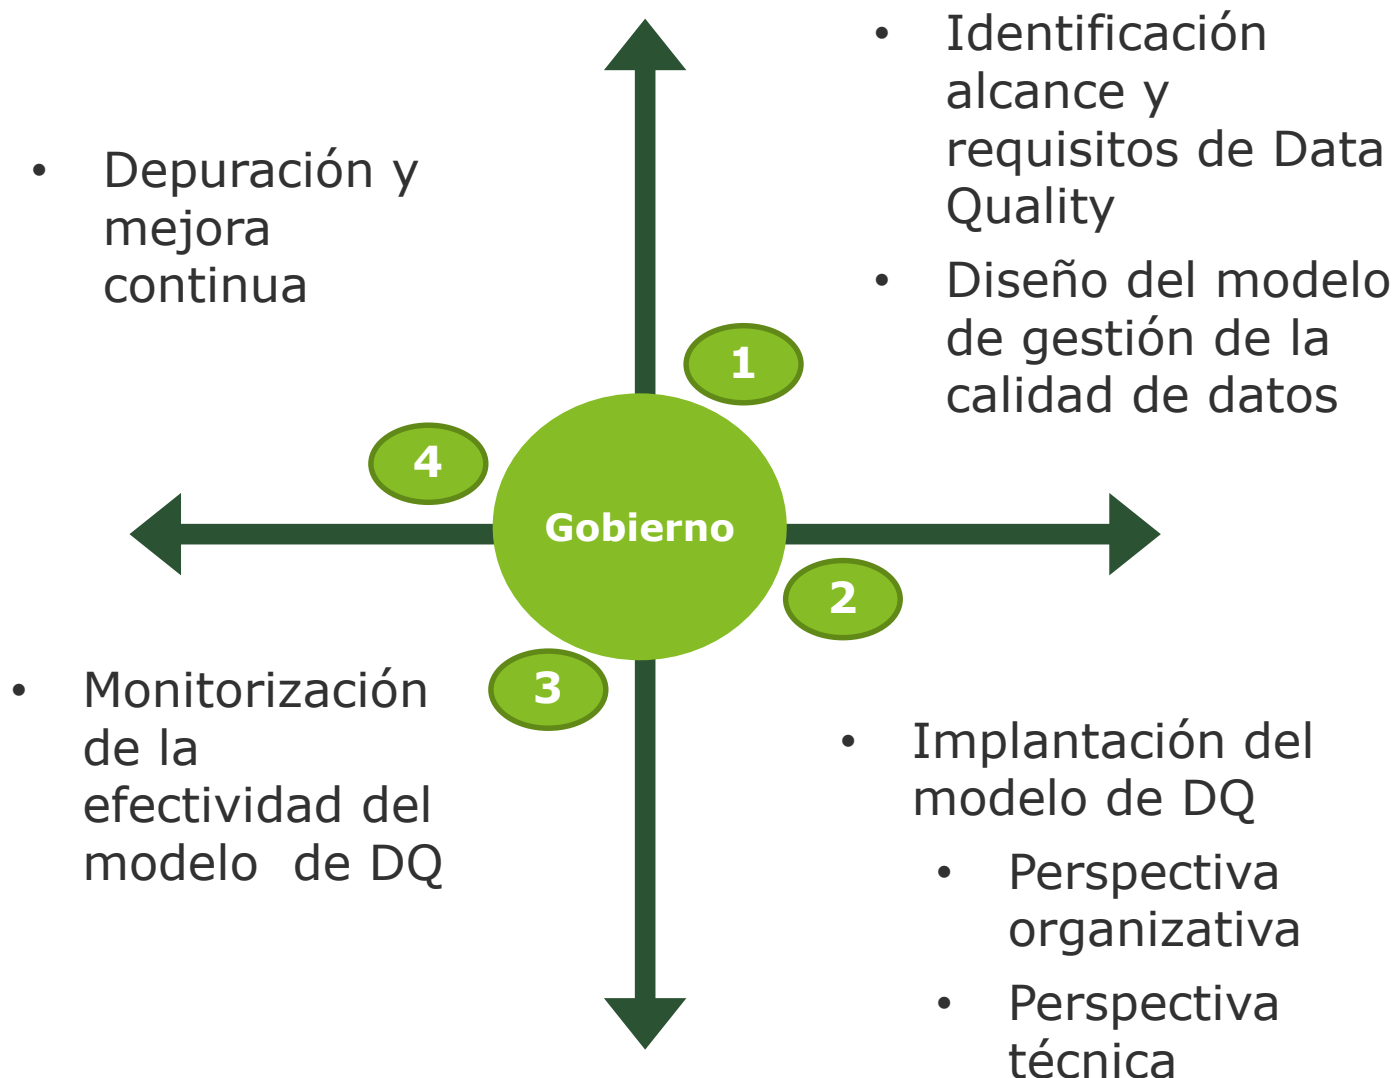 • Identificación
alcance y
requisitos de Data
Quality
• Diseño del modelo
de gestión de la
calidad de datos
• Depuración y
mejora
continua
1
4
Gobierno
2
3
• Monitorización
de la
efectividad del
modelo de DQ
• Implantación del
modelo de DQ
• Perspectiva
organizativa
• Perspectiva
técnica